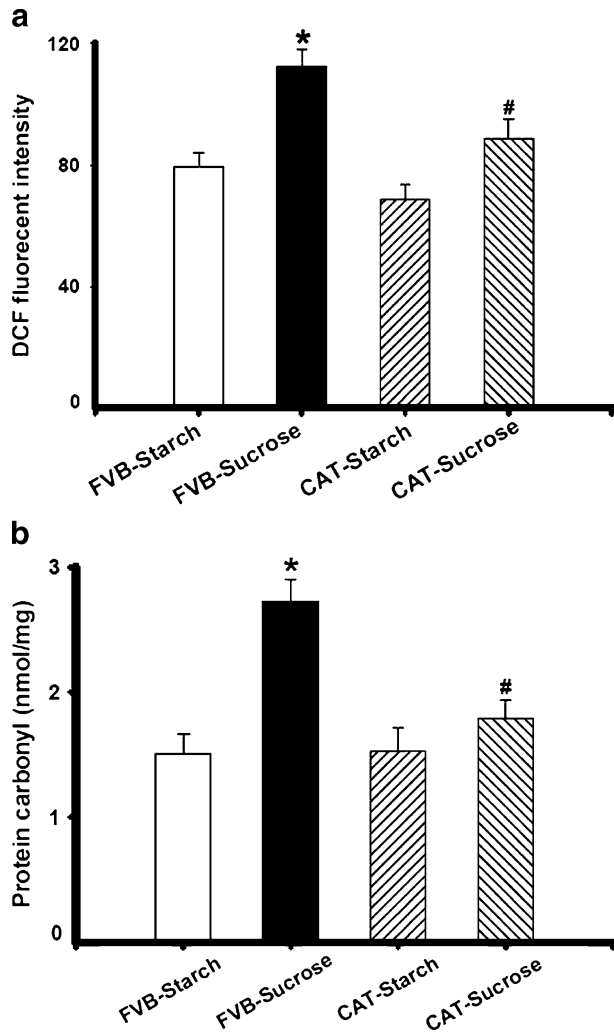 a
120
80
40
0
DCF fluorecent intensity
*
#
FVB-Starch
FVB-Sucrose
CAT-Starch
CAT-Sucrose
b
3
2
1
0
Protein carbonyl (nmol/mg)
*
#
FVB-Starch
FVB-Sucrose
CAT-Starch
CAT-Sucrose